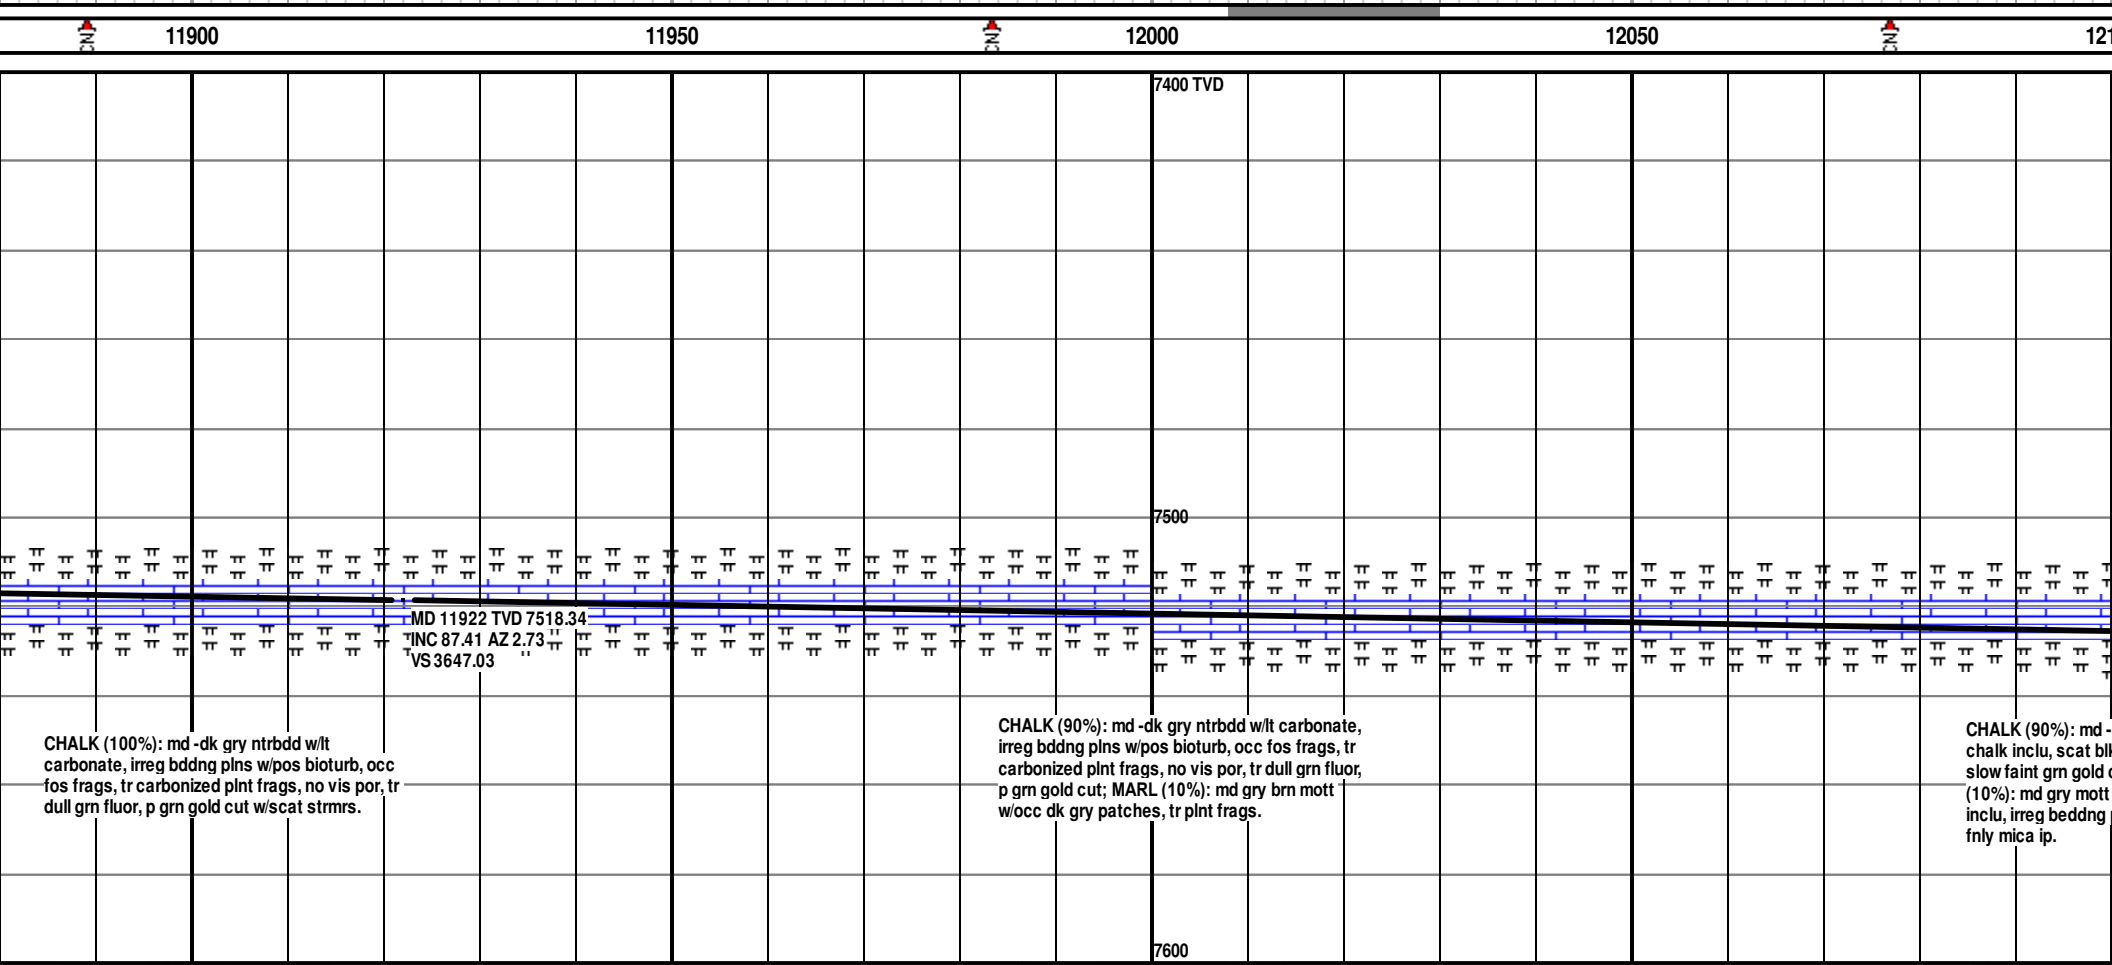 11900
11950
12000
12050
CN
CN
CN
7400 TVD
7500
MD 11922 TVD 7518.34
INC 87.41 AZ 2.73
VS 3647.03
CHALK (100%): md -dk gry ntrbdd w/lt
carbonate, irreg bddng plns w/pos bioturb, occ
fos frags, tr carbonized plnt frags, no vis por, tr
dull grn fluor, p grn gold cut w/scat strmrs.
CHALK (90%): md -dk gry ntrbdd w/lt carbonate,
irreg bddng plns w/pos bioturb, occ fos frags, tr
carbonized plnt frags, no vis por, tr dull grn fluor,
p grn gold cut; MARL (10%): md gry brn mott
w/occ dk gry patches, tr plnt frags.
CHALK (90%): md -
chalk inclu, scat blk
slow faint grn gold
(10%): md gry mott
inclu, irreg beddng
fnly mica ip.
7600